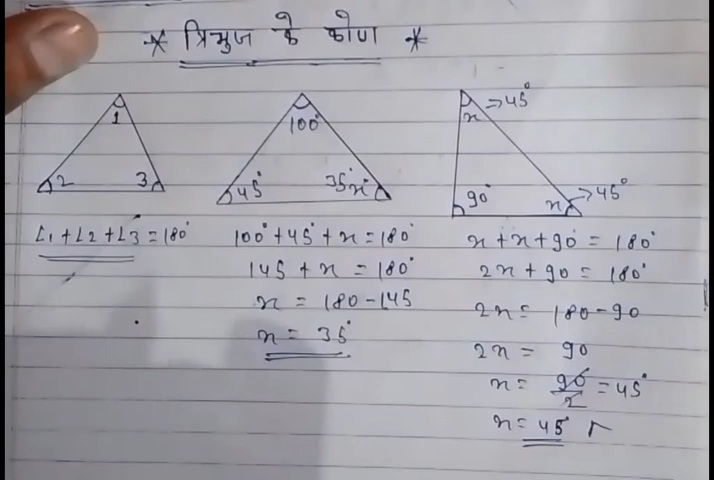 * त्रिभुज के कोण *
1
2 3
∠1 + ∠2 + ∠3 = 180°
100°
45° 35° x°
100° + 45° + x = 180°
145 + x = 180°
x = 180 - 145
x = 35°
x => 45°
90° x => 45°
x + x + 90° = 180°
2x + 90 = 180°
2x = 180 - 90
2x = 90
x = 90/2 = 45°
x = 45°